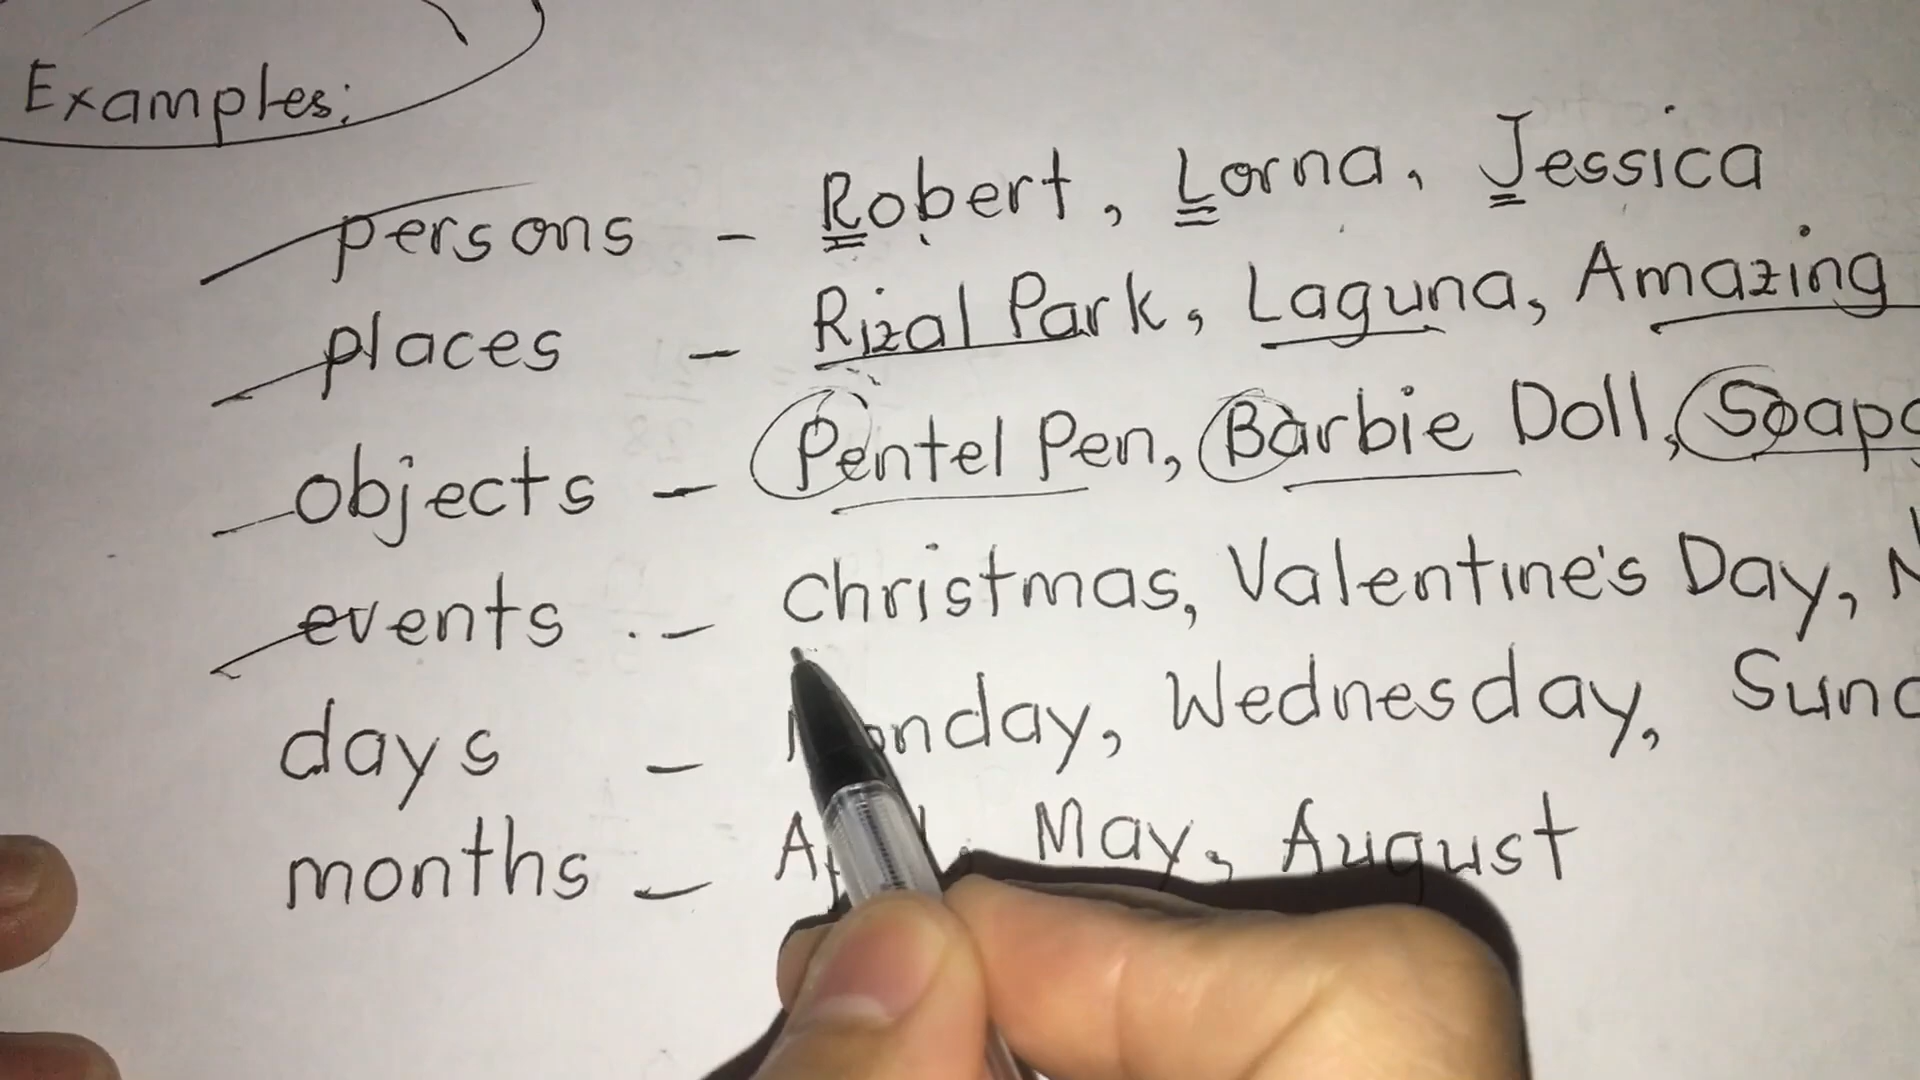 Examples:
persons - Robert, Lorna, Jessica
places - Rizal Park, Laguna, Amazing
objects - Pentel Pen, Barbie Doll,
events - Christmas, Valentine's Day,
days - Wednesday,
months - May, August